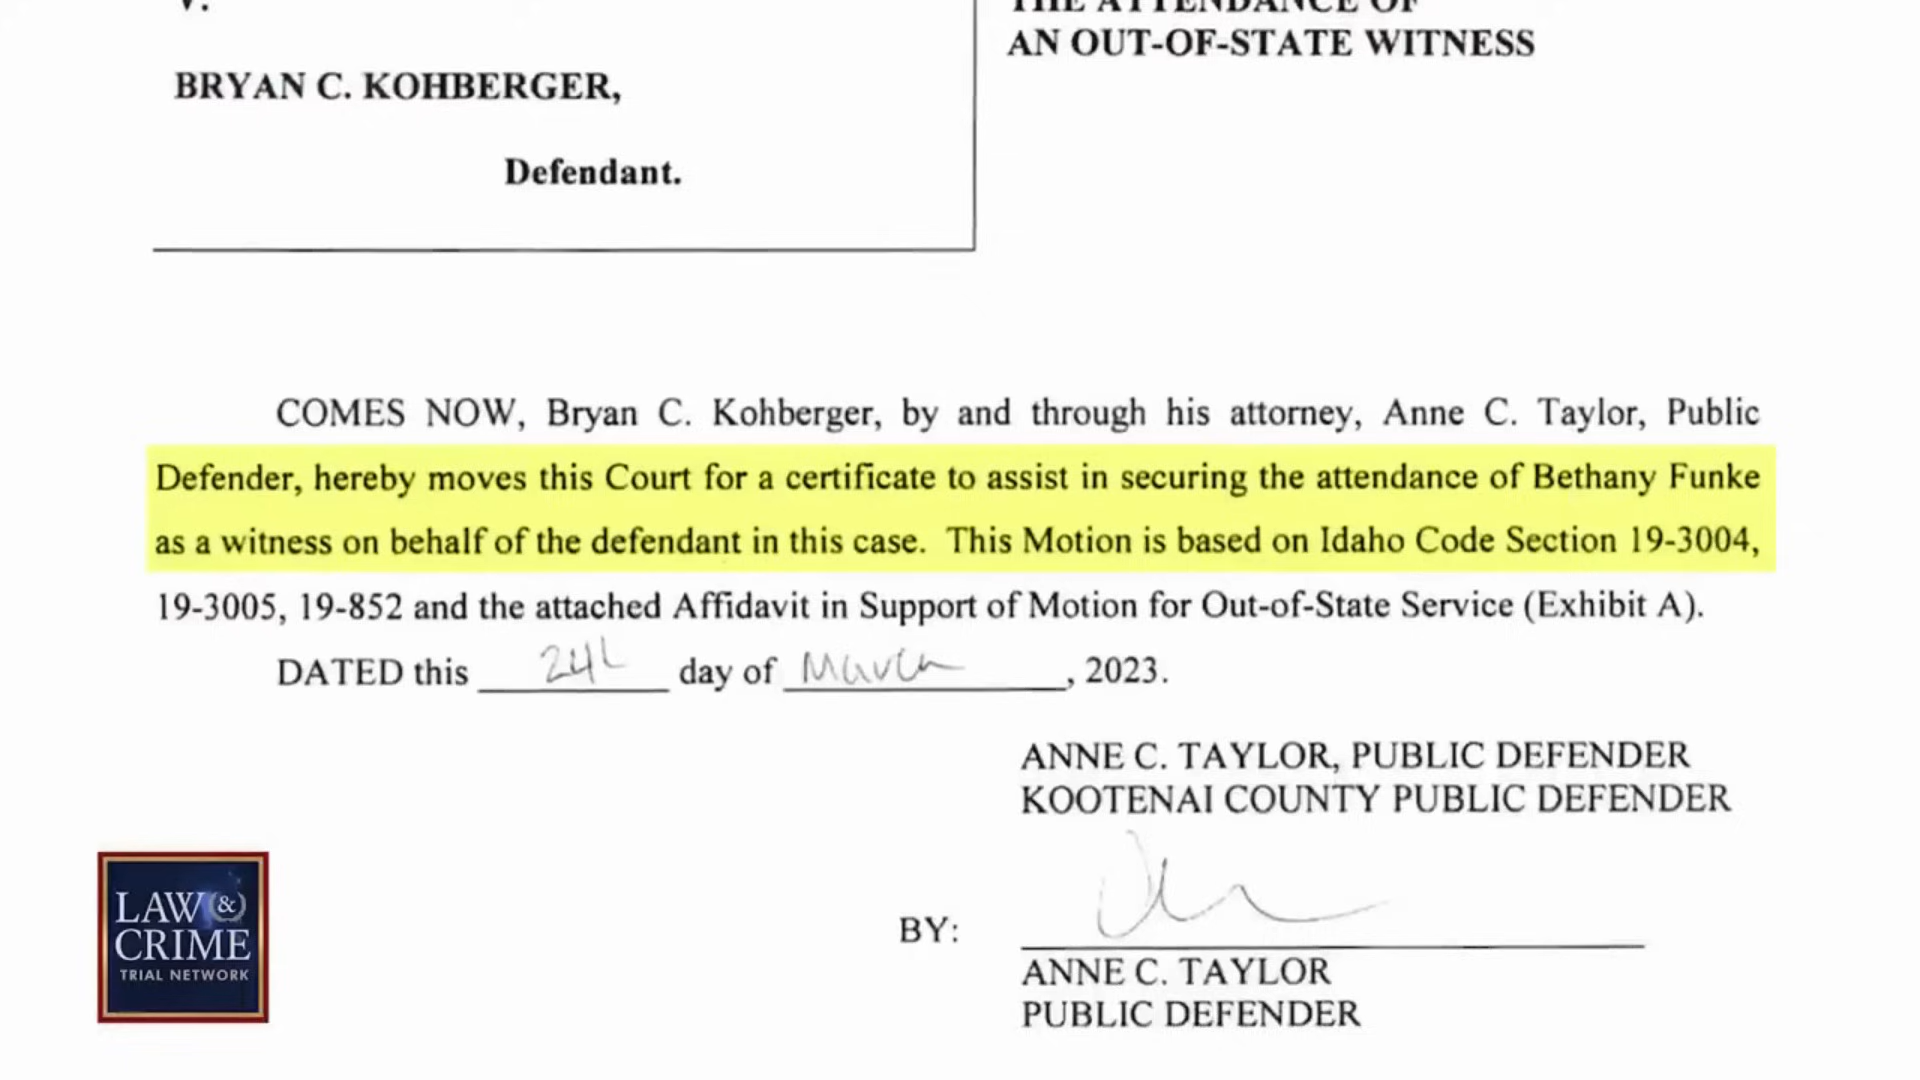 V.
THE ATTENDANCE OF
AN OUT-OF-STATE WITNESS
BRYAN C. KOHBERGER,
Defendant.
COMES NOW, Bryan C. Kohberger, by and through his attorney, Anne C. Taylor, Public
Defender, hereby moves this Court for a certificate to assist in securing the attendance of Bethany Funke
as a witness on behalf of the defendant in this case. This Motion is based on Idaho Code Section 19-3004,
19-3005, 19-852 and the attached Affidavit in Support of Motion for Out-of-State Service (Exhibit A).
DATED this 24 day of March, 2023.
ANNE C. TAYLOR, PUBLIC DEFENDER
KOOTENAI COUNTY PUBLIC DEFENDER
BY:
ANNE C. TAYLOR
PUBLIC DEFENDER
LAW &
CRIME
TRIAL NETWORK